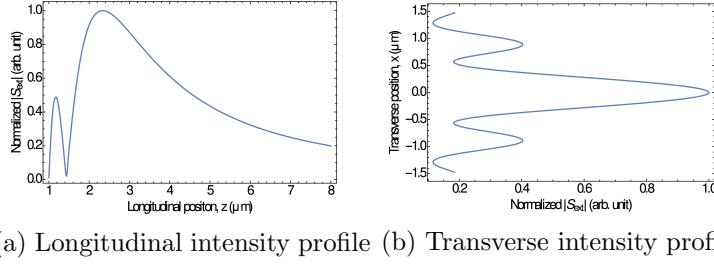 1.0
0.8
0.6
0.4
0.2
0.0
1 2 3 4 5 6 7 8
Normalized |S_ext| (arb. unit)
Longitudinal positon, z (μm)
1.5
1.0
0.5
0.0
-0.5
-1.0
-1.5
0.2 0.4 0.6 0.8 1.0
Transverse position, x (μm)
Normalized |S_ext| (arb. unit)
a) Longitudinal intensity profile (b) Transverse intensity profi